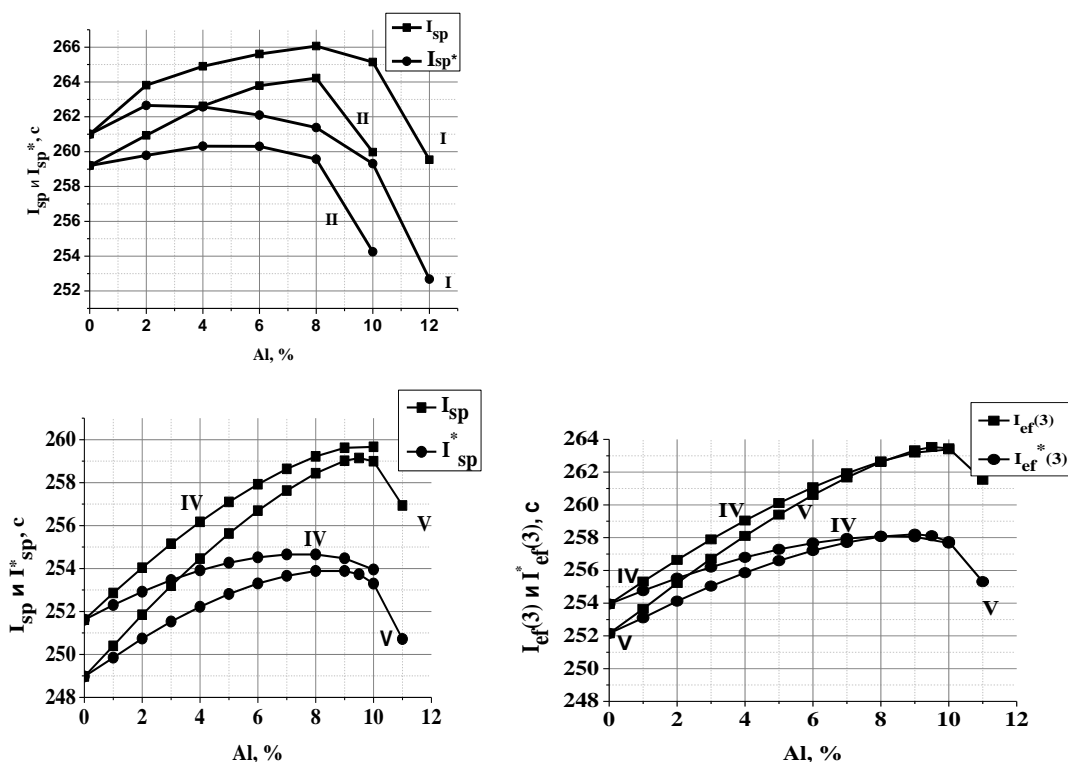 I_sp
I_sp*
266
264
262
260
258
256
254
252
I_sp и I_sp*, с
II
I
II
I
0 2 4 6 8 10 12
Al, %
I_sp
I*_sp
260
258
256
254
252
250
248
I_sp и I*_sp, с
IV
IV
V
V
0 2 4 6 8 10 12
Al, %
I_ef(3)
I_ef*(3)
264
262
260
258
256
254
252
250
248
I_ef(3) и I*_ef(3), с
IV
V
IV
IV
V
V
0 2 4 6 8 10 12
Al, %